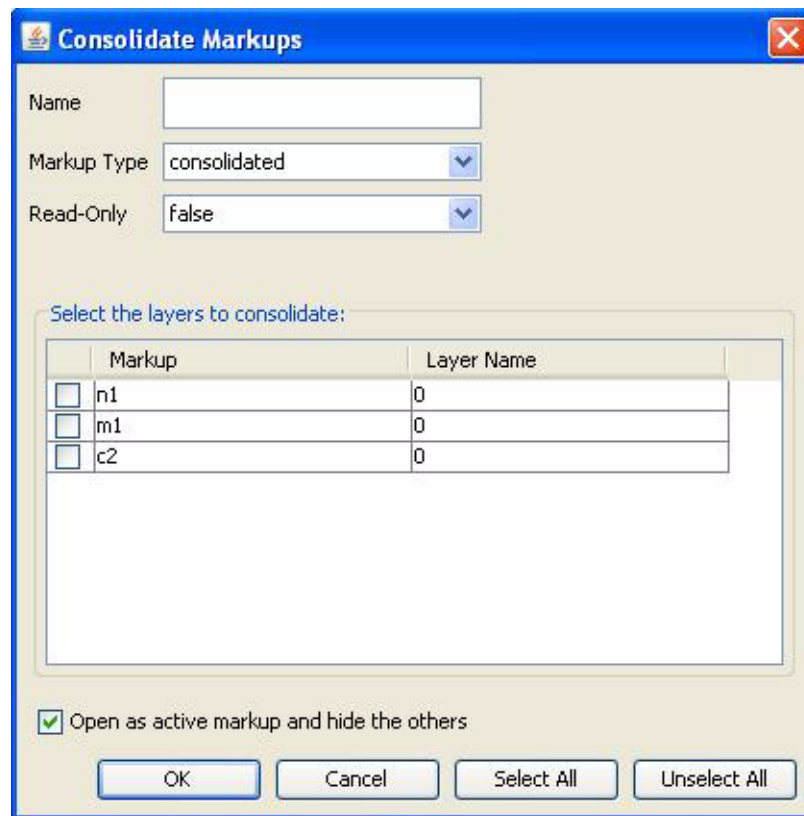 Consolidate Markups
Name
Markup Type consolidated
Read-Only false
Select the layers to consolidate:
Markup Layer Name
n1 0
m1 0
c2 0
Open as active markup and hide the others
OK Cancel Select All Unselect All